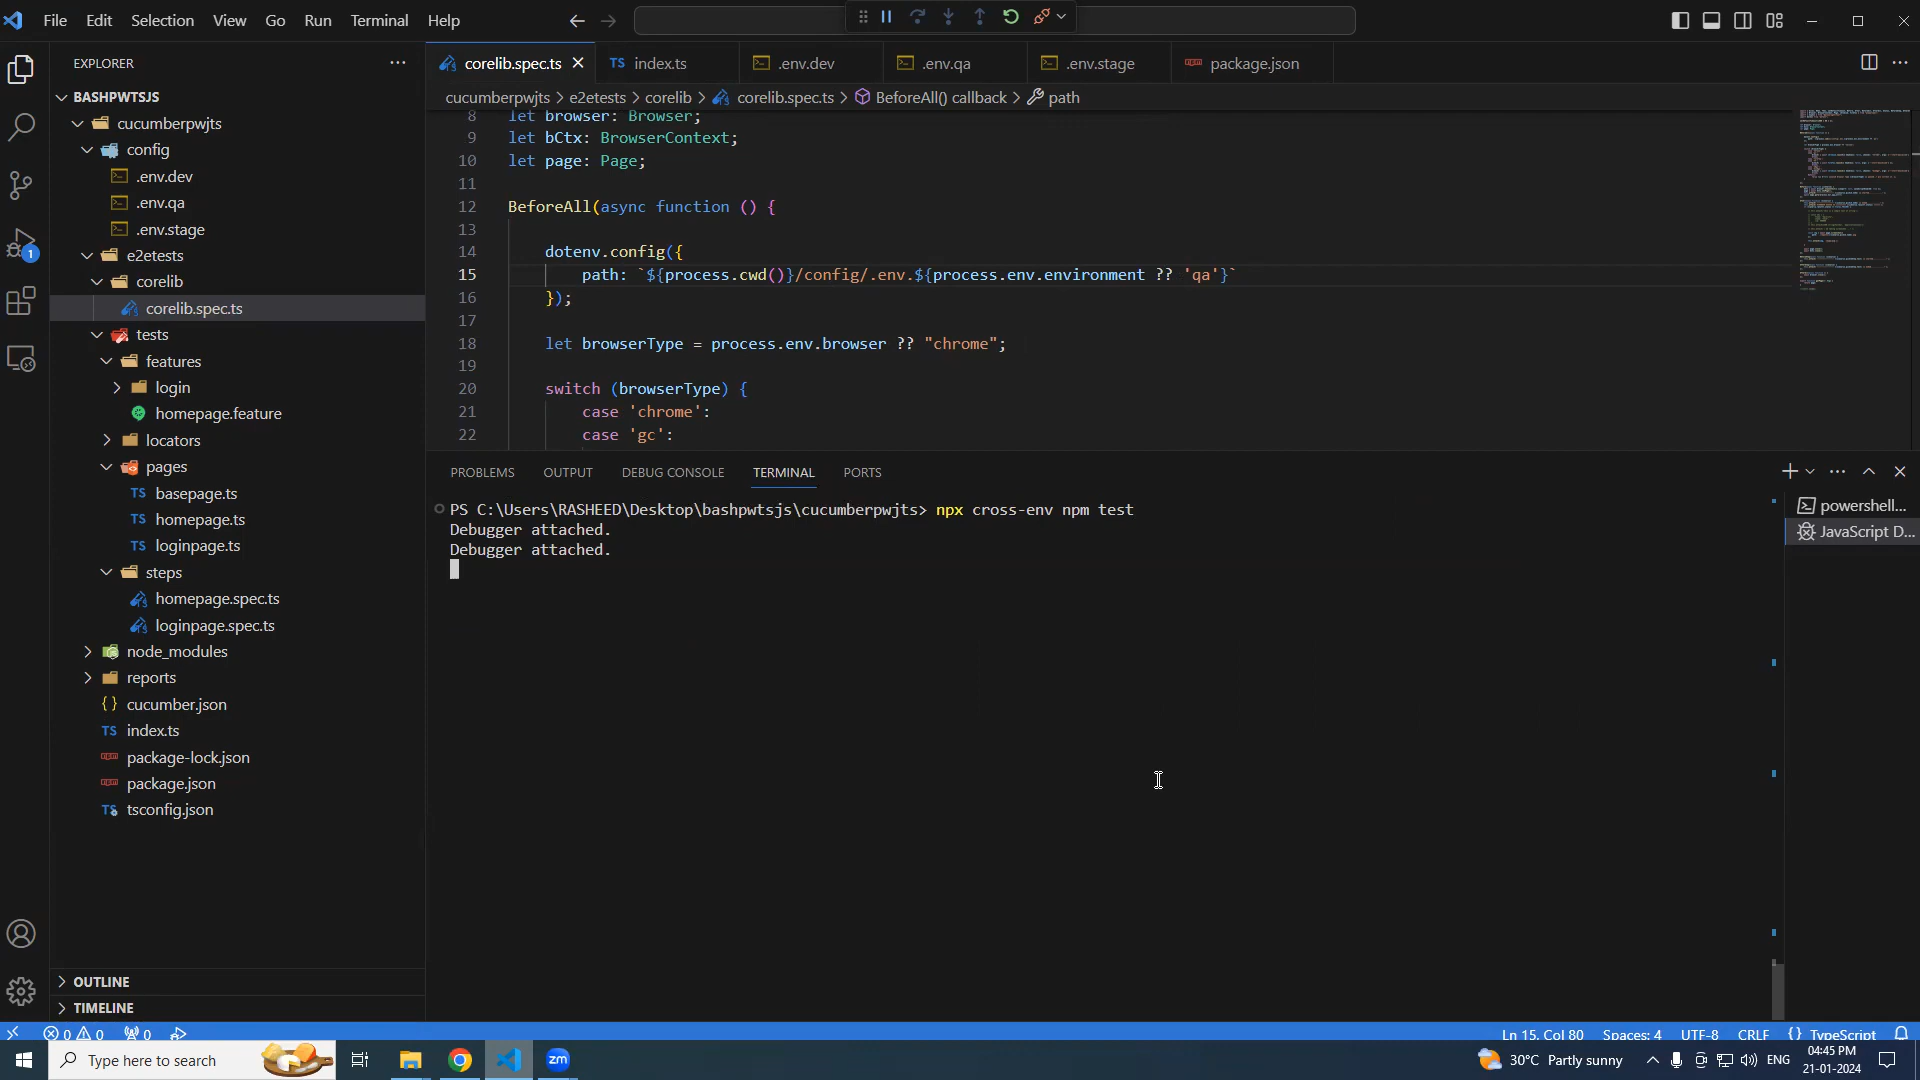 File Edit Selection View Go Run Terminal Help
EXPLORER
BASHPWTSJS
cucumberpwjts
config
.env.dev
.env.qa
.env.stage
e2etests
corelib
corelib.spec.ts
tests
features
login
homepage.feature
locators
pages
basepage.ts
homepage.ts
loginpage.ts
steps
homepage.spec.ts
loginpage.spec.ts
node_modules
reports
cucumber.json
index.ts
package-lock.json
package.json
tsconfig.json
OUTLINE
TIMELINE
corelib.spec.ts index.ts .env.dev .env.qa .env.stage package.json
cucumberpwjts > e2etests > corelib > corelib.spec.ts > BeforeAll() callback > path
8 let browser: Browser;
9 let bCtx: BrowserContext;
10 let page: Page;
11
12 BeforeAll(async function () {
13
14 dotenv.config({
15 path: `${process.cwd()}/config/.env.${process.env.environment ?? 'qa'}`
16 });
17
18 let browserType = process.env.browser ?? "chrome";
19
20 switch (browserType) {
21 case 'chrome':
22 case 'gc':
PROBLEMS OUTPUT DEBUG CONSOLE TERMINAL PORTS
PS C:\Users\RASHEED\Desktop\bashpwtsjs\cucumberpwjts> npx cross-env npm test
Debugger attached.
Debugger attached.
powershell...
JavaScript D...
1
0 0 0
Ln 15, Col 80 Spaces: 4 UTF-8 CRLF {} TypeScript
Type here to search
zm
30°C Partly sunny
ENG
04:45 PM
21-01-2024